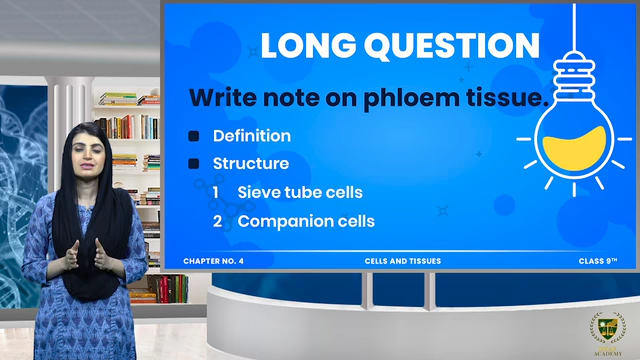 LONG QUESTION
Write note on phloem tissue.
Definition
Structure
1 Sieve tube cells
2 Companion cells
CHAPTER NO. 4 CELLS AND TISSUES CLASS 9TH
ACADEMY